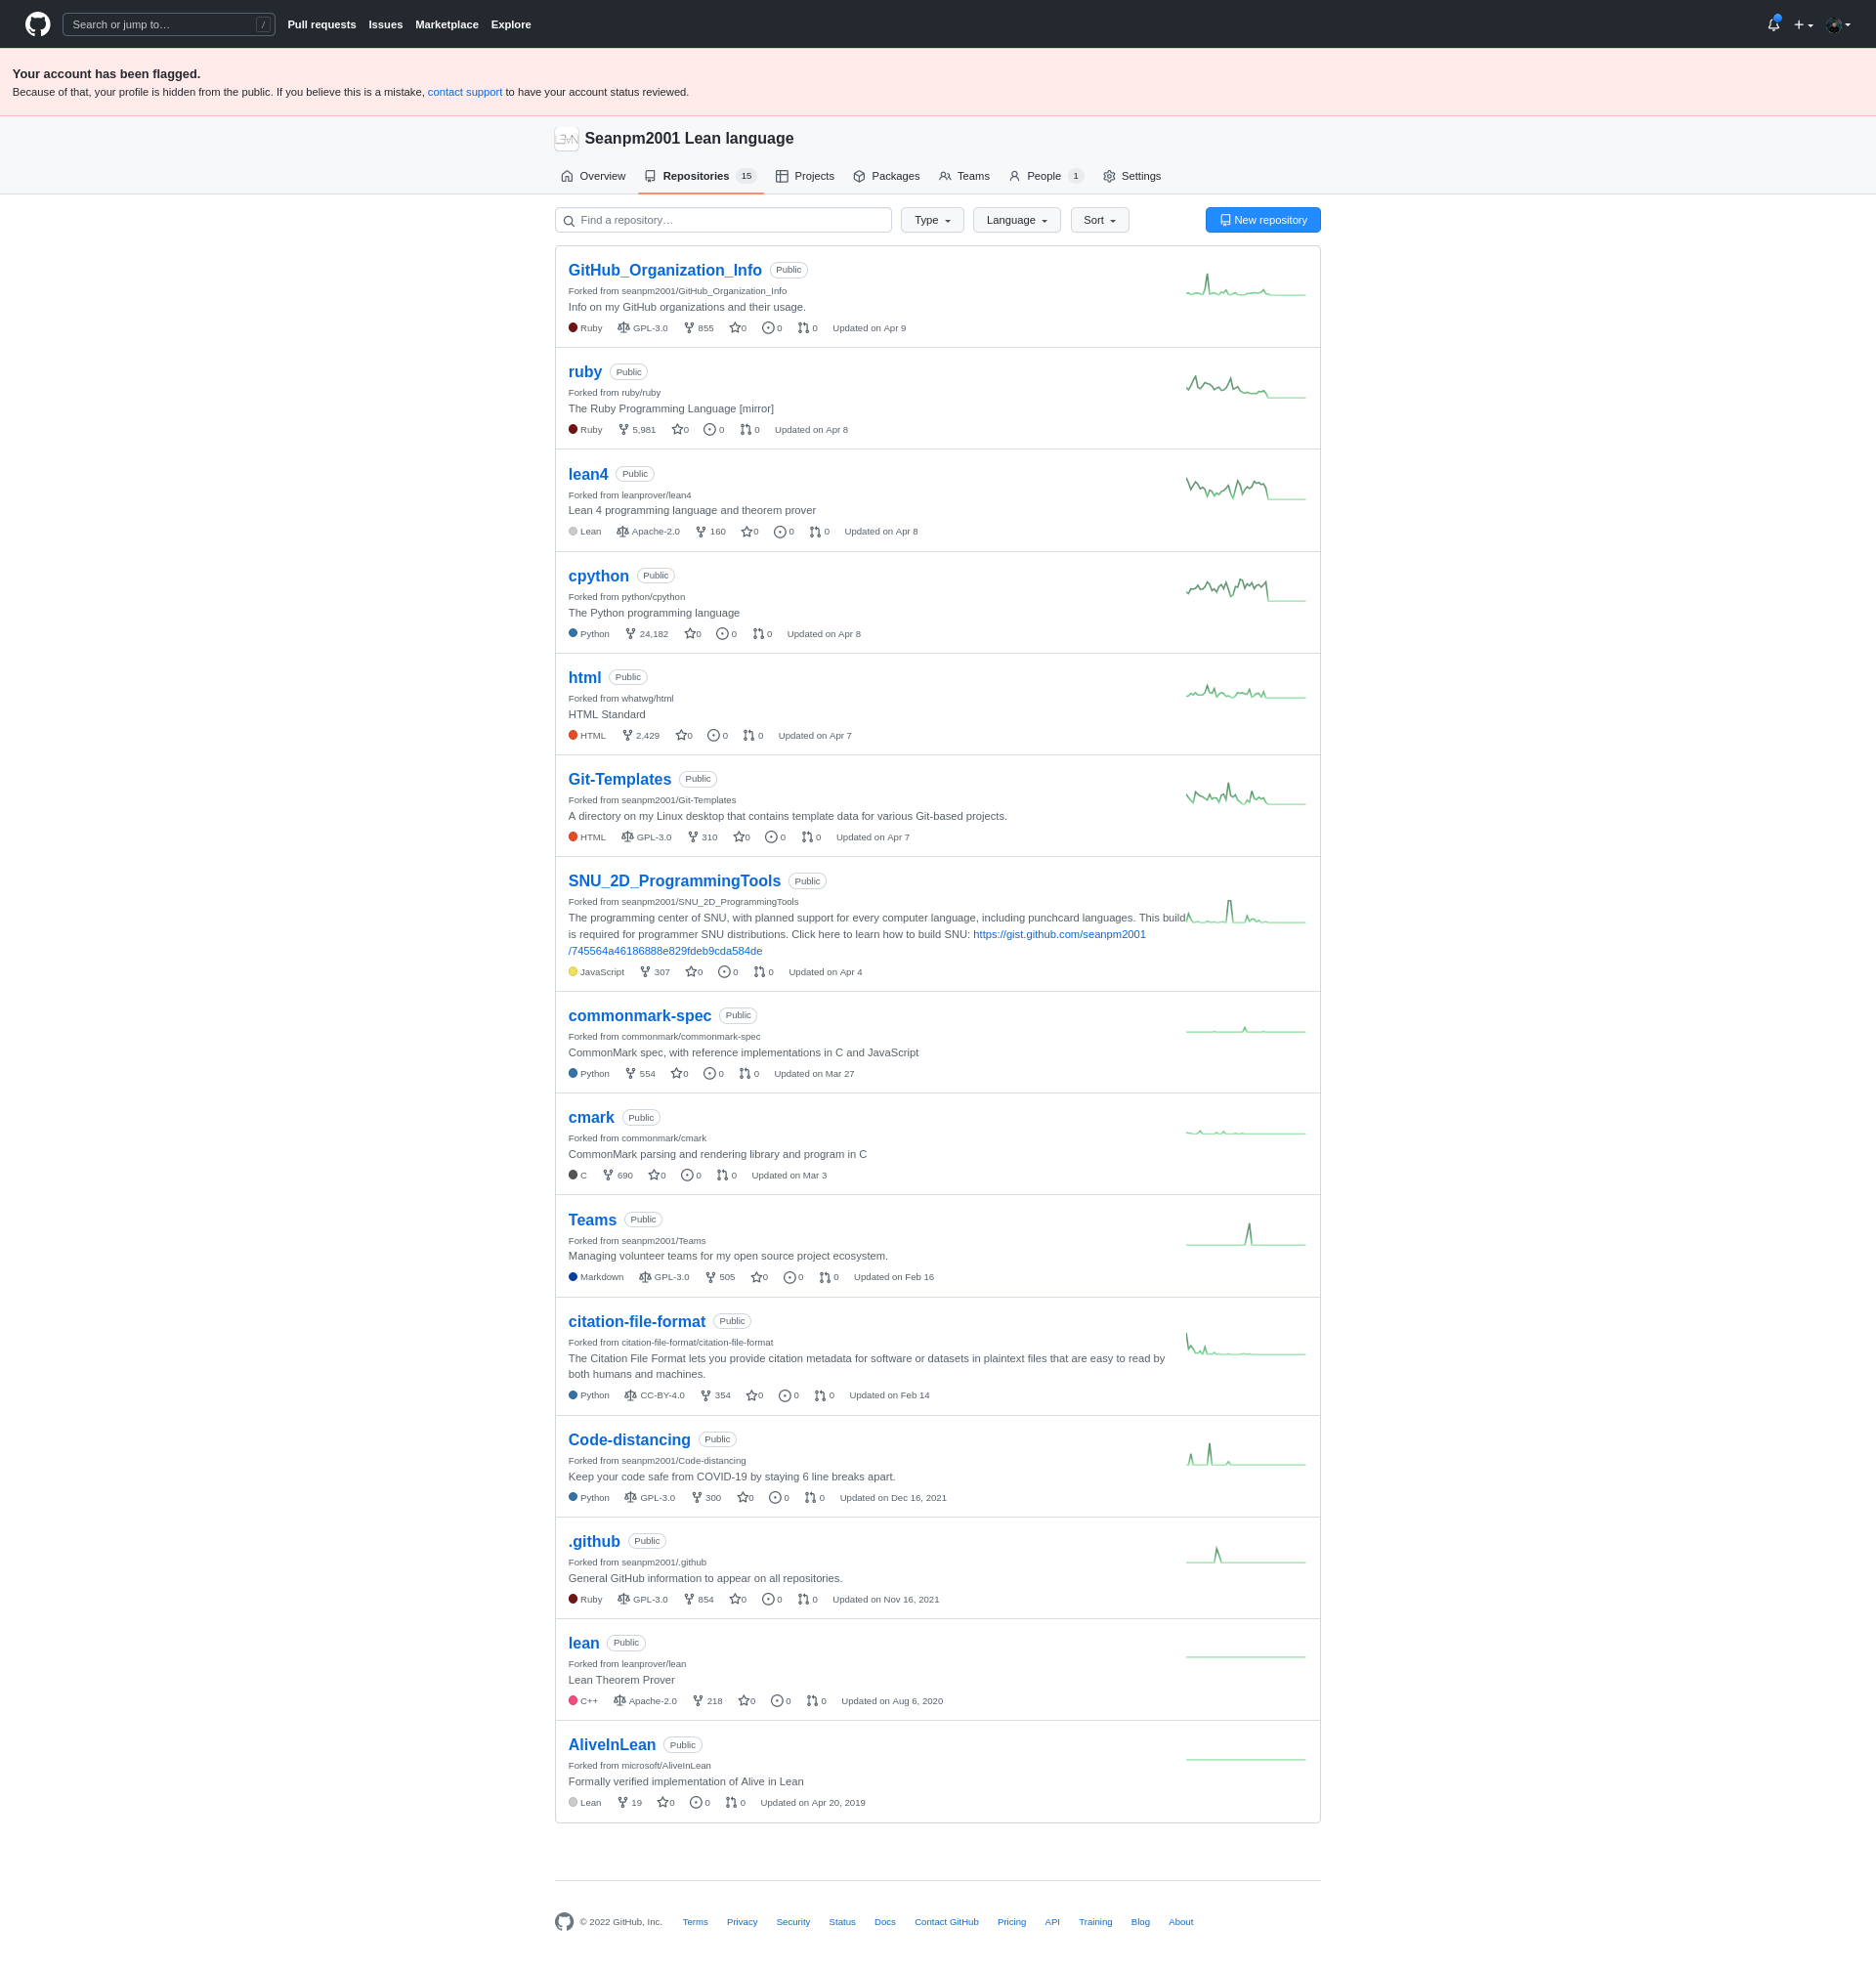 Search or jump to… /
Pull requests Issues Marketplace Explore
Your account has been flagged.
Because of that, your profile is hidden from the public. If you believe this is a mistake, contact support to have your account status reviewed.
Seanpm2001 Lean language
Overview Repositories 15 Projects Packages Teams People 1 Settings
Find a repository… Type Language Sort New repository
GitHub_Organization_Info Public
Forked from seanpm2001/GitHub_Organization_Info
Info on my GitHub organizations and their usage.
Ruby GPL-3.0 855 0 0 0 Updated on Apr 9
ruby Public
Forked from ruby/ruby
The Ruby Programming Language [mirror]
Ruby 5,981 0 0 0 Updated on Apr 8
lean4 Public
Forked from leanprover/lean4
Lean 4 programming language and theorem prover
Lean Apache-2.0 160 0 0 0 Updated on Apr 8
cpython Public
Forked from python/cpython
The Python programming language
Python 24,182 0 0 0 Updated on Apr 8
html Public
Forked from whatwg/html
HTML Standard
HTML 2,429 0 0 0 Updated on Apr 7
Git-Templates Public
Forked from seanpm2001/Git-Templates
A directory on my Linux desktop that contains template data for various Git-based projects.
HTML GPL-3.0 310 0 0 0 Updated on Apr 7
SNU_2D_ProgrammingTools Public
Forked from seanpm2001/SNU_2D_ProgrammingTools
The programming center of SNU, with planned support for every computer language, including punchcard languages. This build
is required for programmer SNU distributions. Click here to learn how to build SNU: https://gist.github.com/seanpm2001
/745564a46186888e829fdeb9cda584de
JavaScript 307 0 0 0 Updated on Apr 4
commonmark-spec Public
Forked from commonmark/commonmark-spec
CommonMark spec, with reference implementations in C and JavaScript
Python 554 0 0 0 Updated on Mar 27
cmark Public
Forked from commonmark/cmark
CommonMark parsing and rendering library and program in C
C 690 0 0 0 Updated on Mar 3
Teams Public
Forked from seanpm2001/Teams
Managing volunteer teams for my open source project ecosystem.
Markdown GPL-3.0 505 0 0 0 Updated on Feb 16
citation-file-format Public
Forked from citation-file-format/citation-file-format
The Citation File Format lets you provide citation metadata for software or datasets in plaintext files that are easy to read by
both humans and machines.
Python CC-BY-4.0 354 0 0 0 Updated on Feb 14
Code-distancing Public
Forked from seanpm2001/Code-distancing
Keep your code safe from COVID-19 by staying 6 line breaks apart.
Python GPL-3.0 300 0 0 0 Updated on Dec 16, 2021
.github Public
Forked from seanpm2001/.github
General GitHub information to appear on all repositories.
Ruby GPL-3.0 854 0 0 0 Updated on Nov 16, 2021
lean Public
Forked from leanprover/lean
Lean Theorem Prover
C++ Apache-2.0 218 0 0 0 Updated on Aug 6, 2020
AliveInLean Public
Forked from microsoft/AliveInLean
Formally verified implementation of Alive in Lean
Lean 19 0 0 0 Updated on Apr 20, 2019
© 2022 GitHub, Inc. Terms Privacy Security Status Docs Contact GitHub Pricing API Training Blog About